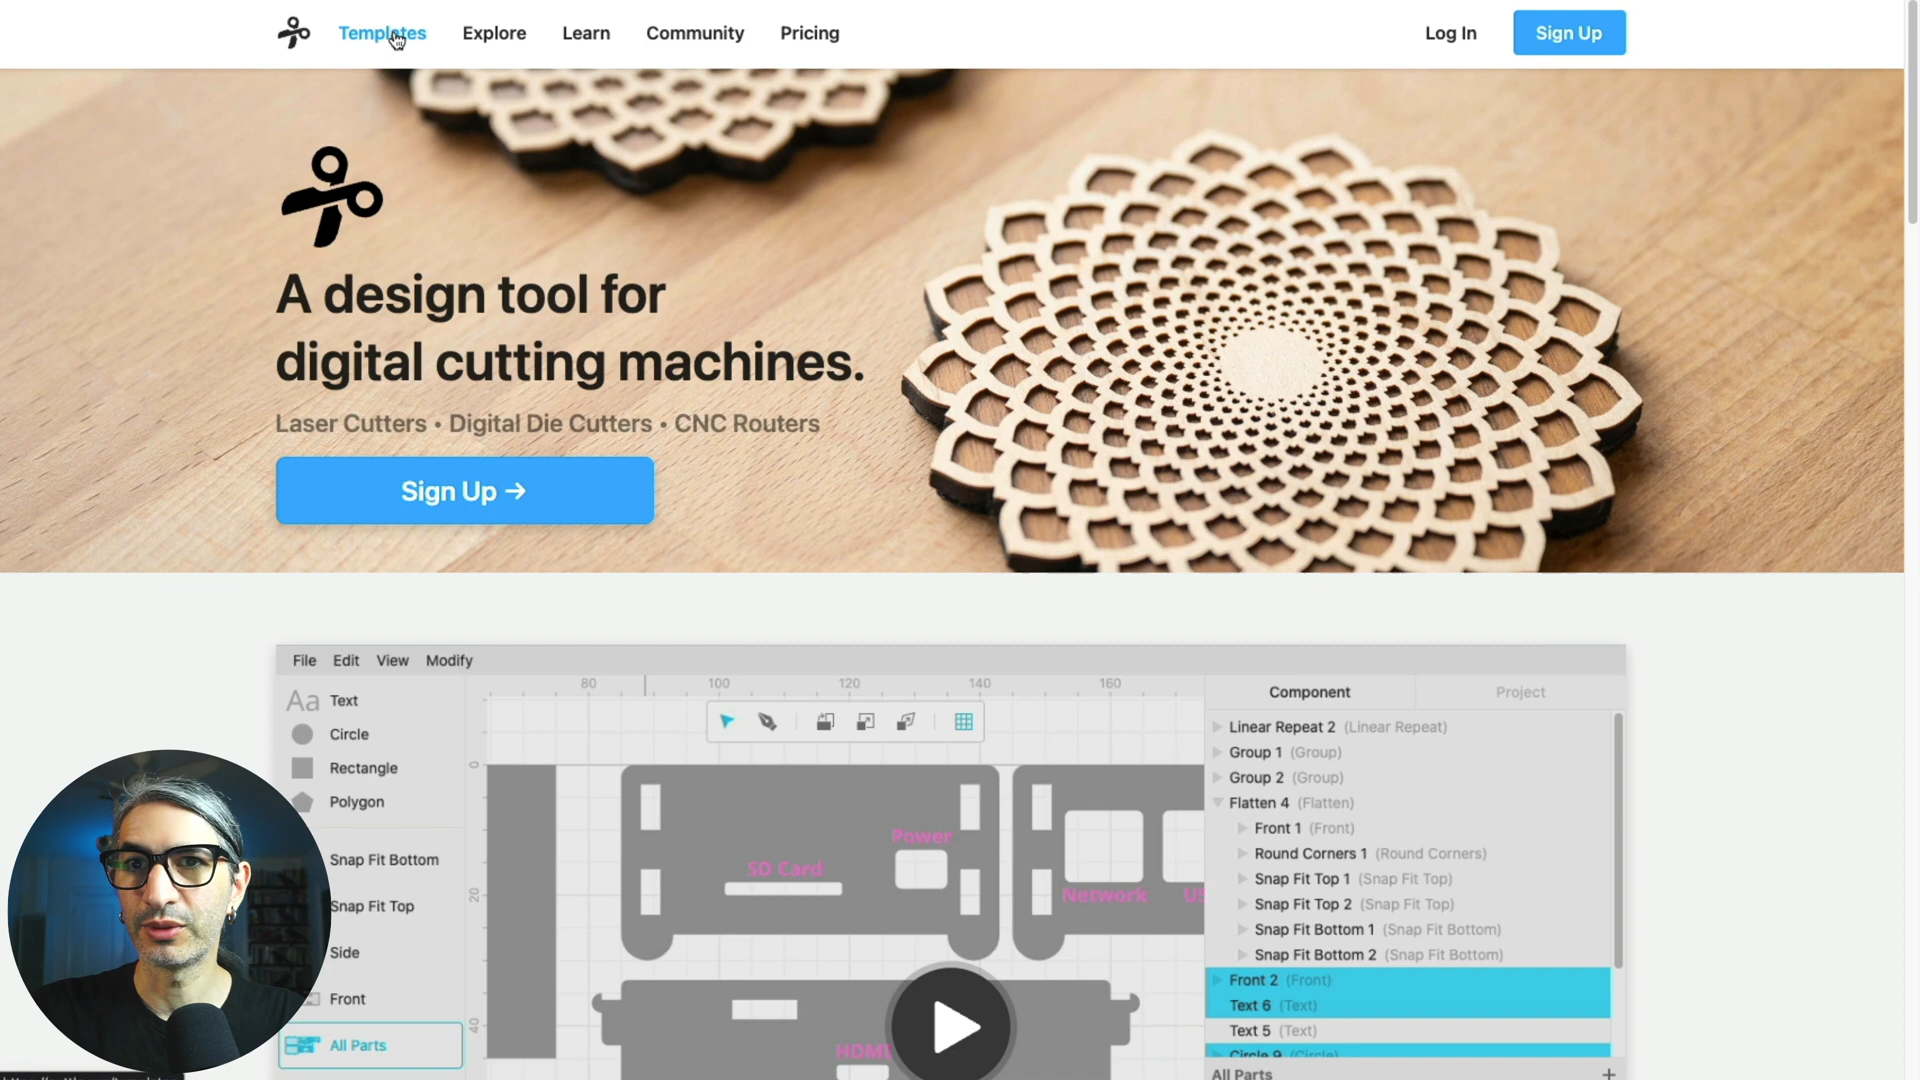 Templates
Explore
Learn
Community
Pricing
Log In
Sign Up
A design tool for
digital cutting machines.
Laser Cutters • Digital Die Cutters • CNC Routers
Sign Up →
File
Edit
View
Modify
Aa Text
Circle
Rectangle
Polygon
Snap Fit Bottom
Snap Fit Top
Side
Front
All Parts
80
100
120
140
160
0
20
40
SD Card
Power
Network
HDMI
Component
Project
Linear Repeat 2 (Linear Repeat)
Group 1 (Group)
Group 2 (Group)
Flatten 4 (Flatten)
Front 1 (Front)
Round Corners 1 (Round Corners)
Snap Fit Top 1 (Snap Fit Top)
Snap Fit Top 2 (Snap Fit Top)
Snap Fit Bottom 1 (Snap Fit Bottom)
Snap Fit Bottom 2 (Snap Fit Bottom)
Front 2 (Front)
Text 6 (Text)
Text 5 (Text)
Circle 9 (Circle)
All Parts +